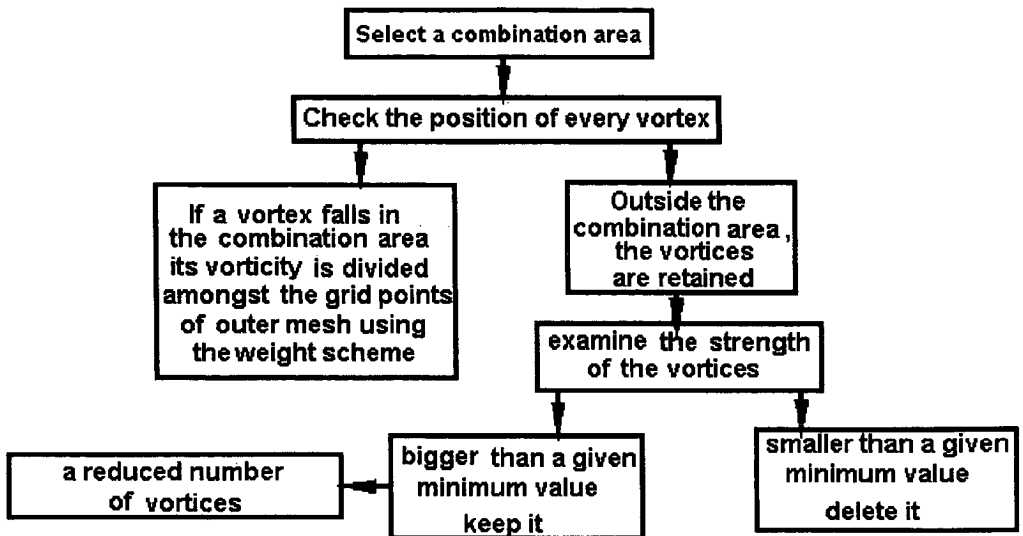 Select a combination area
Check the position of every vortex
If a vortex falls in
the combination area
its vorticity is divided
amongst the grid points
of outer mesh using
the weight scheme
Outside the
combination area ,
the vortices
are retained
examine the strength
of the vortices
bigger than a given
minimum value
keep it
smaller than a given
minimum value
delete it
a reduced number
of vortices